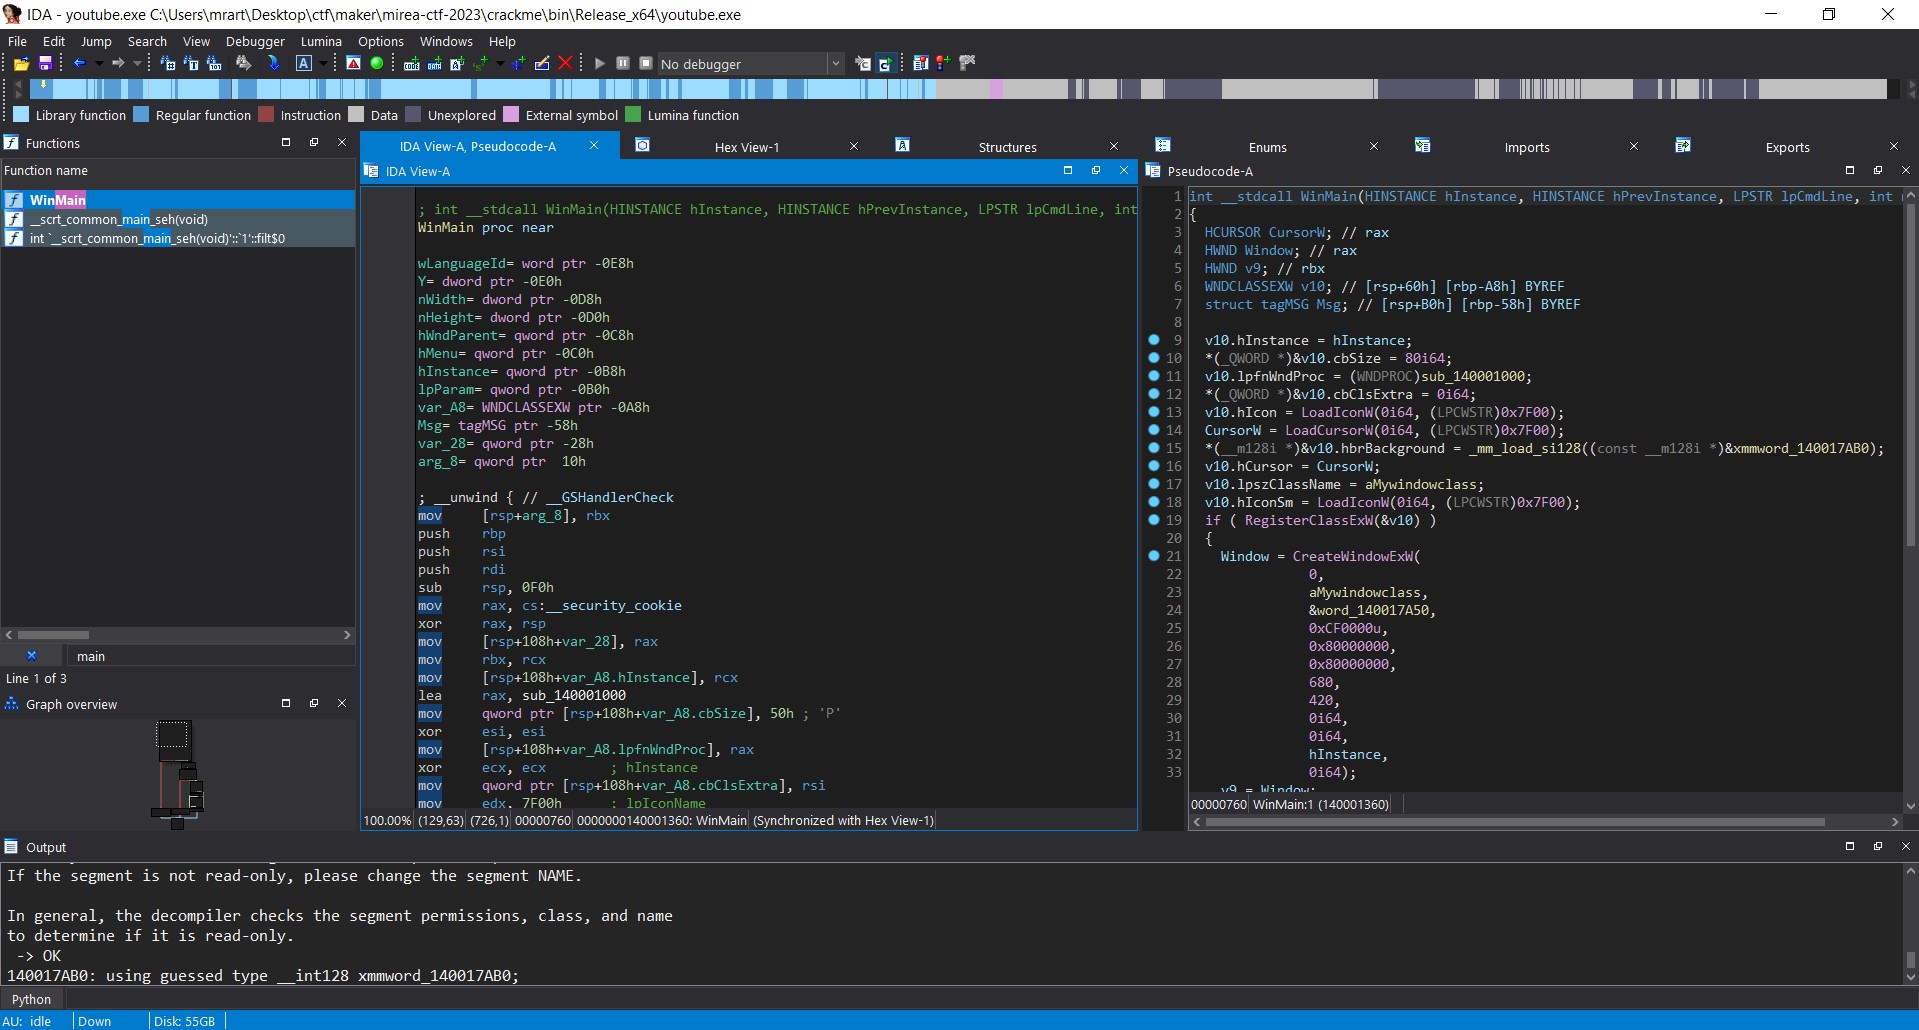 IDA - youtube.exe C:\Users\mrart\Desktop\ctf\maker\mirea-ctf-2023\crackme\bin\Release_x64\youtube.exe
File Edit Jump Search View Debugger Lumina Options Windows Help
No debugger
Library function Regular function Instruction Data Unexplored External symbol Lumina function
Functions
Function name
WinMain
__scrt_common_main_seh(void)
int `__scrt_common_main_seh(void)'::`1'::filt$0
main
Line 1 of 3
Graph overview
IDA View-A, Pseudocode-A Hex View-1 Structures Enums Imports Exports
IDA View-A
; int __stdcall WinMain(HINSTANCE hInstance, HINSTANCE hPrevInstance, LPSTR lpCmdLine, int
WinMain proc near
wLanguageId= word ptr -0E8h
Y= dword ptr -0E0h
nWidth= dword ptr -0D8h
nHeight= dword ptr -0D0h
hWndParent= qword ptr -0C8h
hMenu= qword ptr -0C0h
hInstance= qword ptr -0B8h
lpParam= qword ptr -0B0h
var_A8= WNDCLASSEXW ptr -0A8h
Msg= tagMSG ptr -58h
var_28= qword ptr -28h
arg_8= qword ptr  10h
; __unwind { // __GSHandlerCheck
mov [rsp+arg_8], rbx
push rbp
push rsi
push rdi
sub rsp, 0F0h
mov rax, cs:__security_cookie
xor rax, rsp
mov [rsp+108h+var_28], rax
mov rbx, rcx
mov [rsp+108h+var_A8.hInstance], rcx
lea rax, sub_140001000
mov qword ptr [rsp+108h+var_A8.cbSize], 50h ; 'P'
xor esi, esi
mov [rsp+108h+var_A8.lpfnWndProc], rax
xor ecx, ecx ; hInstance
mov qword ptr [rsp+108h+var_A8.cbClsExtra], rsi
mov edx, 7F00h ; lpIconName
100.00% (129,63) (726,1) 00000760 0000000140001360: WinMain (Synchronized with Hex View-1)
Pseudocode-A
1 int __stdcall WinMain(HINSTANCE hInstance, HINSTANCE hPrevInstance, LPSTR lpCmdLine, int
2 {
3 HCURSOR CursorW; // rax
4 HWND Window; // rax
5 HWND v9; // rbx
6 WNDCLASSEXW v10; // [rsp+60h] [rbp-A8h] BYREF
7 struct tagMSG Msg; // [rsp+B0h] [rbp-58h] BYREF
8
9 v10.hInstance = hInstance;
10 *(_QWORD *)&v10.cbSize = 80i64;
11 v10.lpfnWndProc = (WNDPROC)sub_140001000;
12 *(_QWORD *)&v10.cbClsExtra = 0i64;
13 v10.hIcon = LoadIconW(0i64, (LPCWSTR)0x7F00);
14 CursorW = LoadCursorW(0i64, (LPCWSTR)0x7F00);
15 *(__m128i *)&v10.hbrBackground = _mm_load_si128((const __m128i *)&xmmword_140017AB0);
16 v10.hCursor = CursorW;
17 v10.lpszClassName = aMywindowclass;
18 v10.hIconSm = LoadIconW(0i64, (LPCWSTR)0x7F00);
19 if ( RegisterClassExW(&v10) )
20 {
21 Window = CreateWindowExW(
22 0,
23 aMywindowclass,
24 &word_140017A50,
25 0xCF0000u,
26 0x80000000,
27 0x80000000,
28 680,
29 420,
30 0i64,
31 0i64,
32 hInstance,
33 0i64);
v9 = Window;
00000760 WinMain:1 (140001360)
Output
If the segment is not read-only, please change the segment NAME.
In general, the decompiler checks the segment permissions, class, and name
to determine if it is read-only.
-> OK
140017AB0: using guessed type __int128 xmmword_140017AB0;
Python
AU: idle Down Disk: 55GB